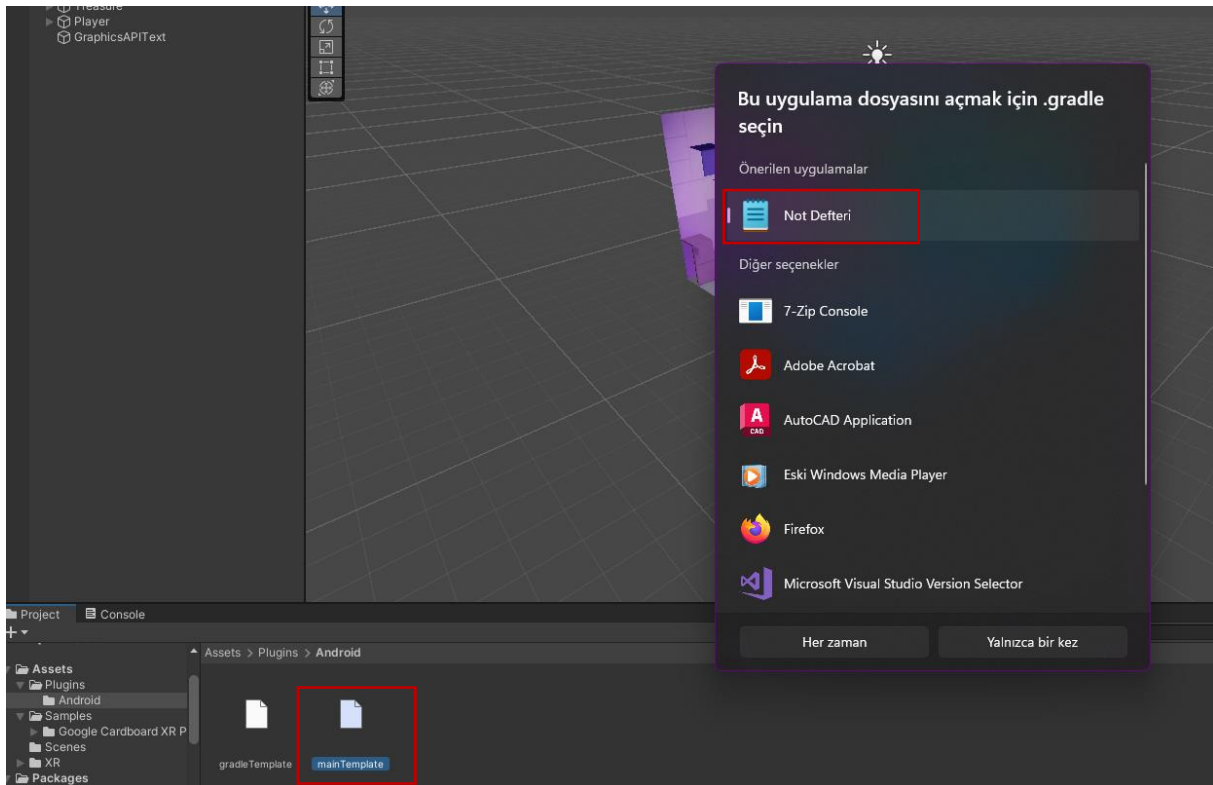 Treasure
Player
GraphicsAPIText
Bu uygulama dosyasını açmak için .gradle
seçin
Önerilen uygulamalar
Not Defteri
Diğer seçenekler
7-Zip Console
Adobe Acrobat
A
CAD
AutoCAD Application
Eski Windows Media Player
Firefox
Microsoft Visual Studio Version Selector
Her zaman
Yalnızca bir kez
Project
Console
Assets > Plugins > Android
Assets
Plugins
Android
Samples
Google Cardboard XR P
Scenes
XR
Packages
gradleTemplate
mainTemplate